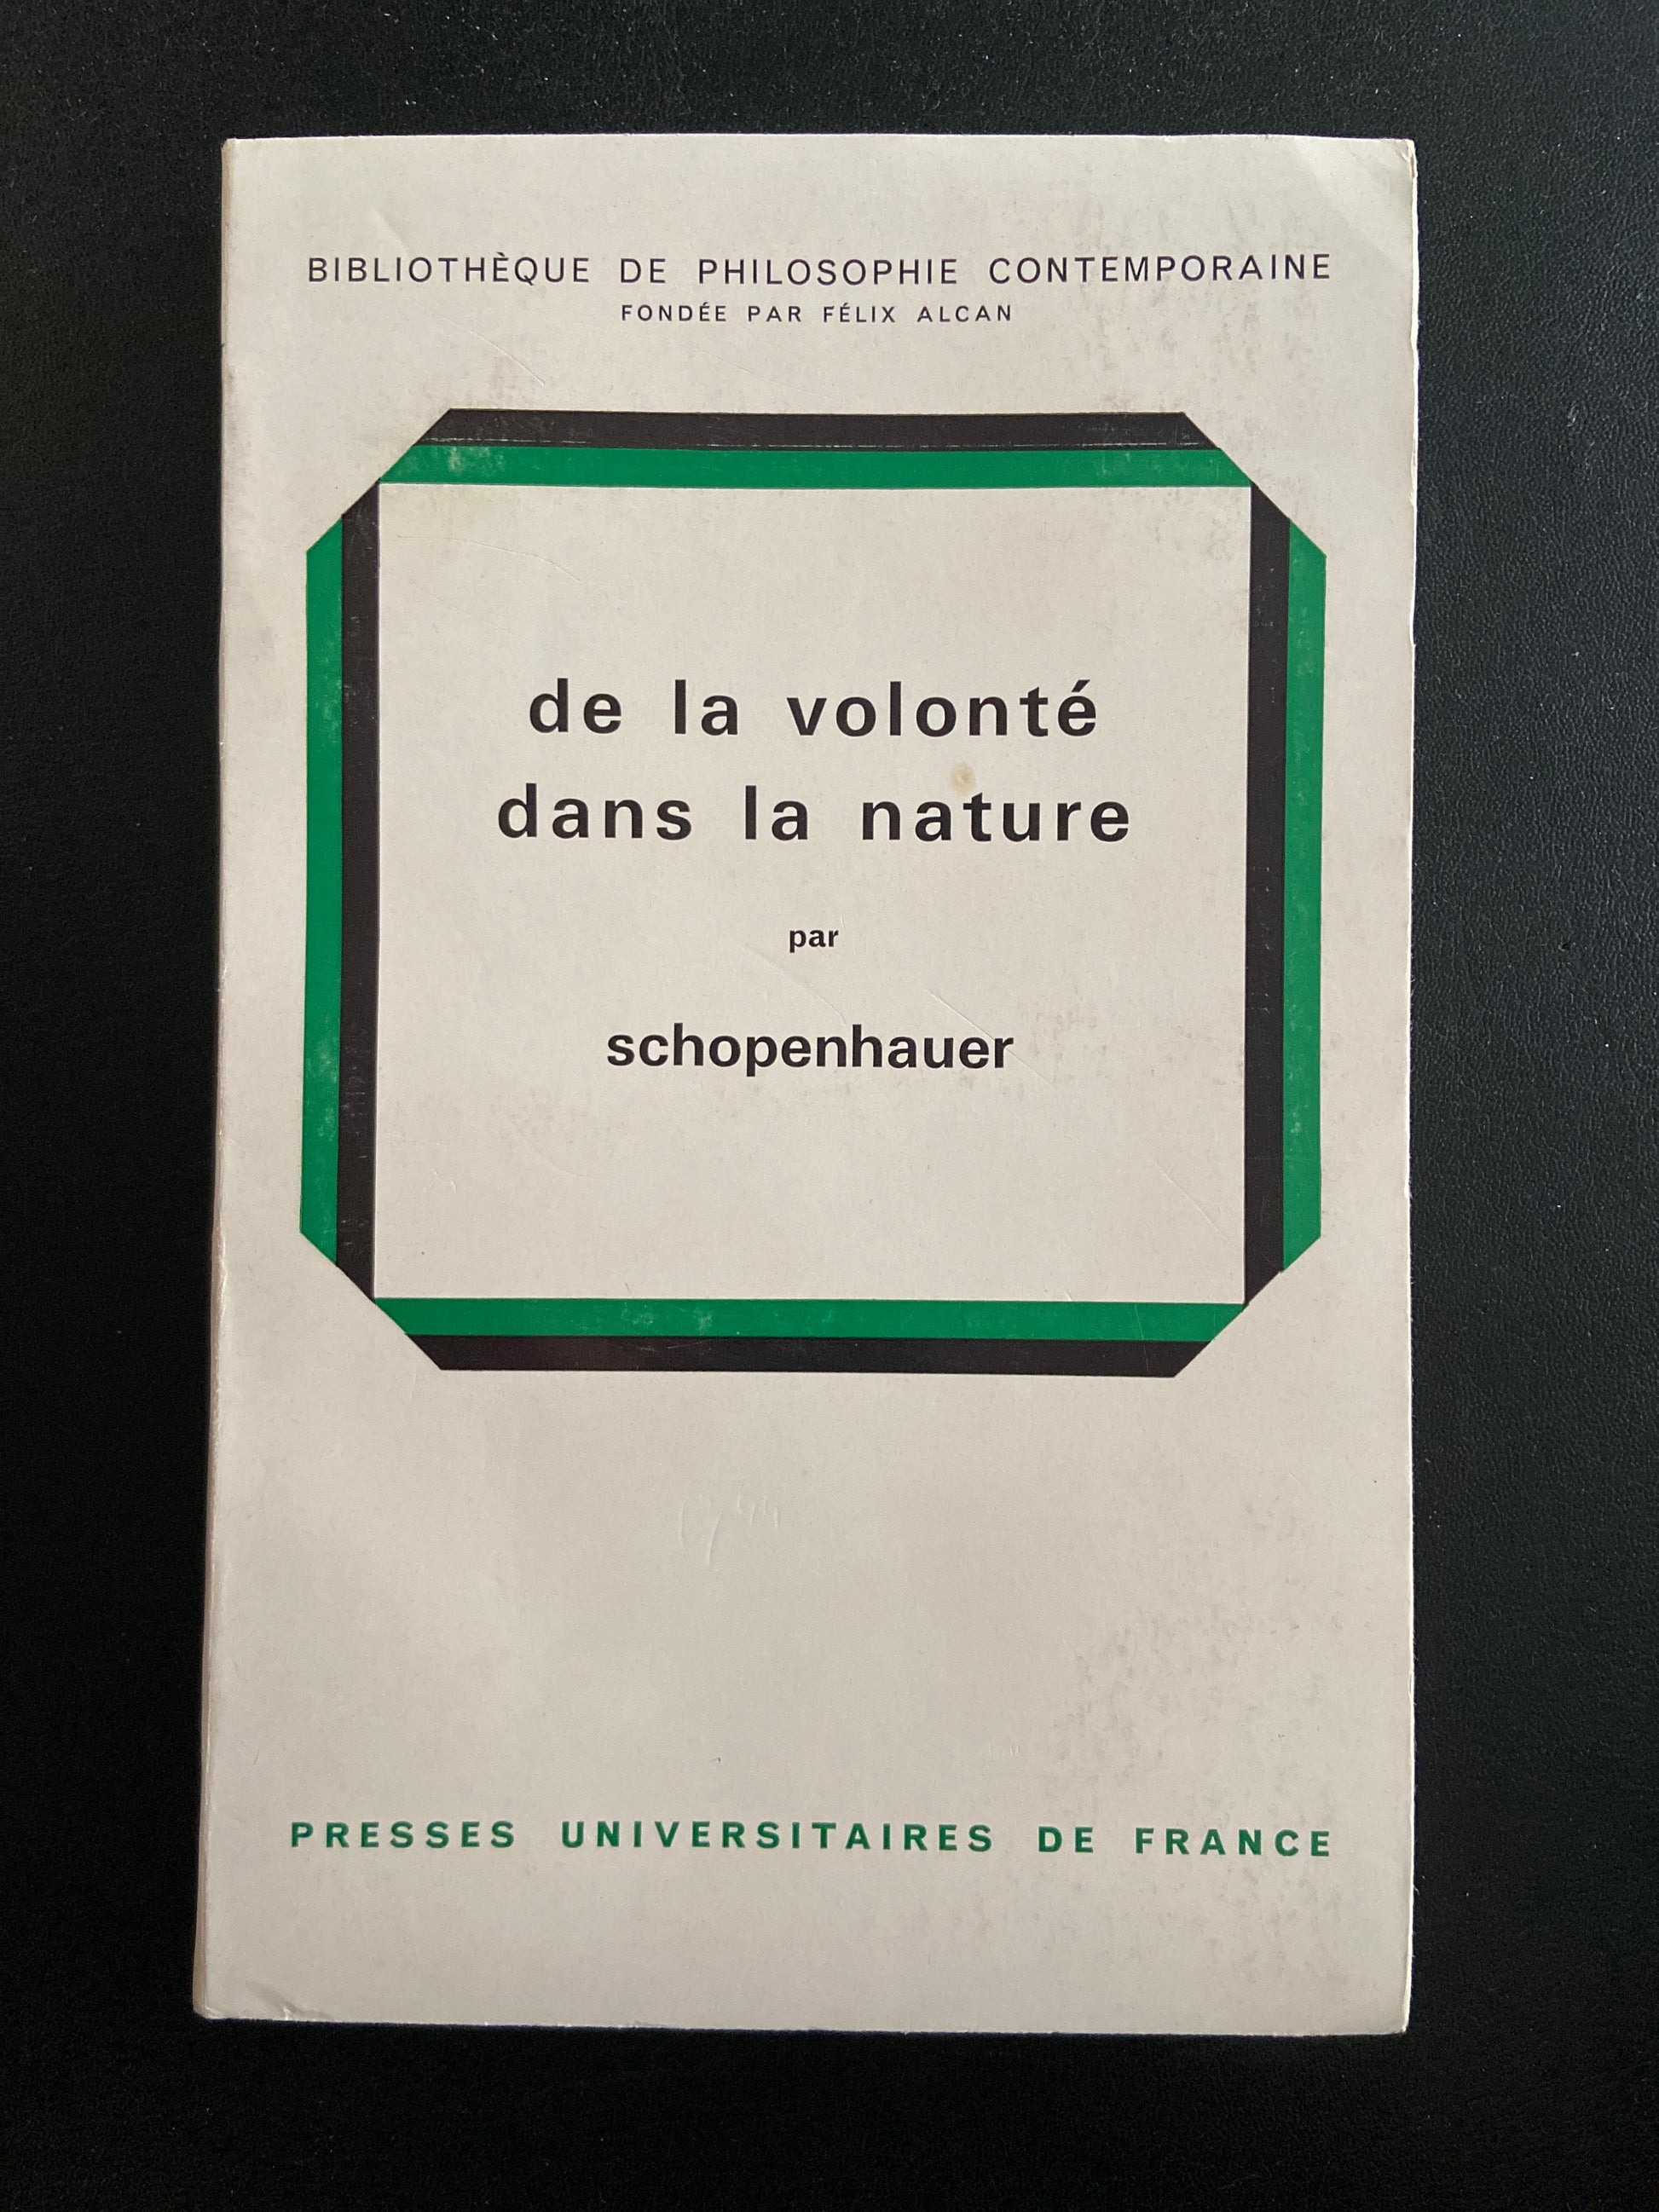 BIBLIOTHÈQUE DE PHILOSOPHIE CONTEMPORAINE
FONDÉE PAR FÉLIX ALCAN
de la volonté
dans la nature
par
schopenhauer
PRESSES UNIVERSITAIRES DE FRANCE